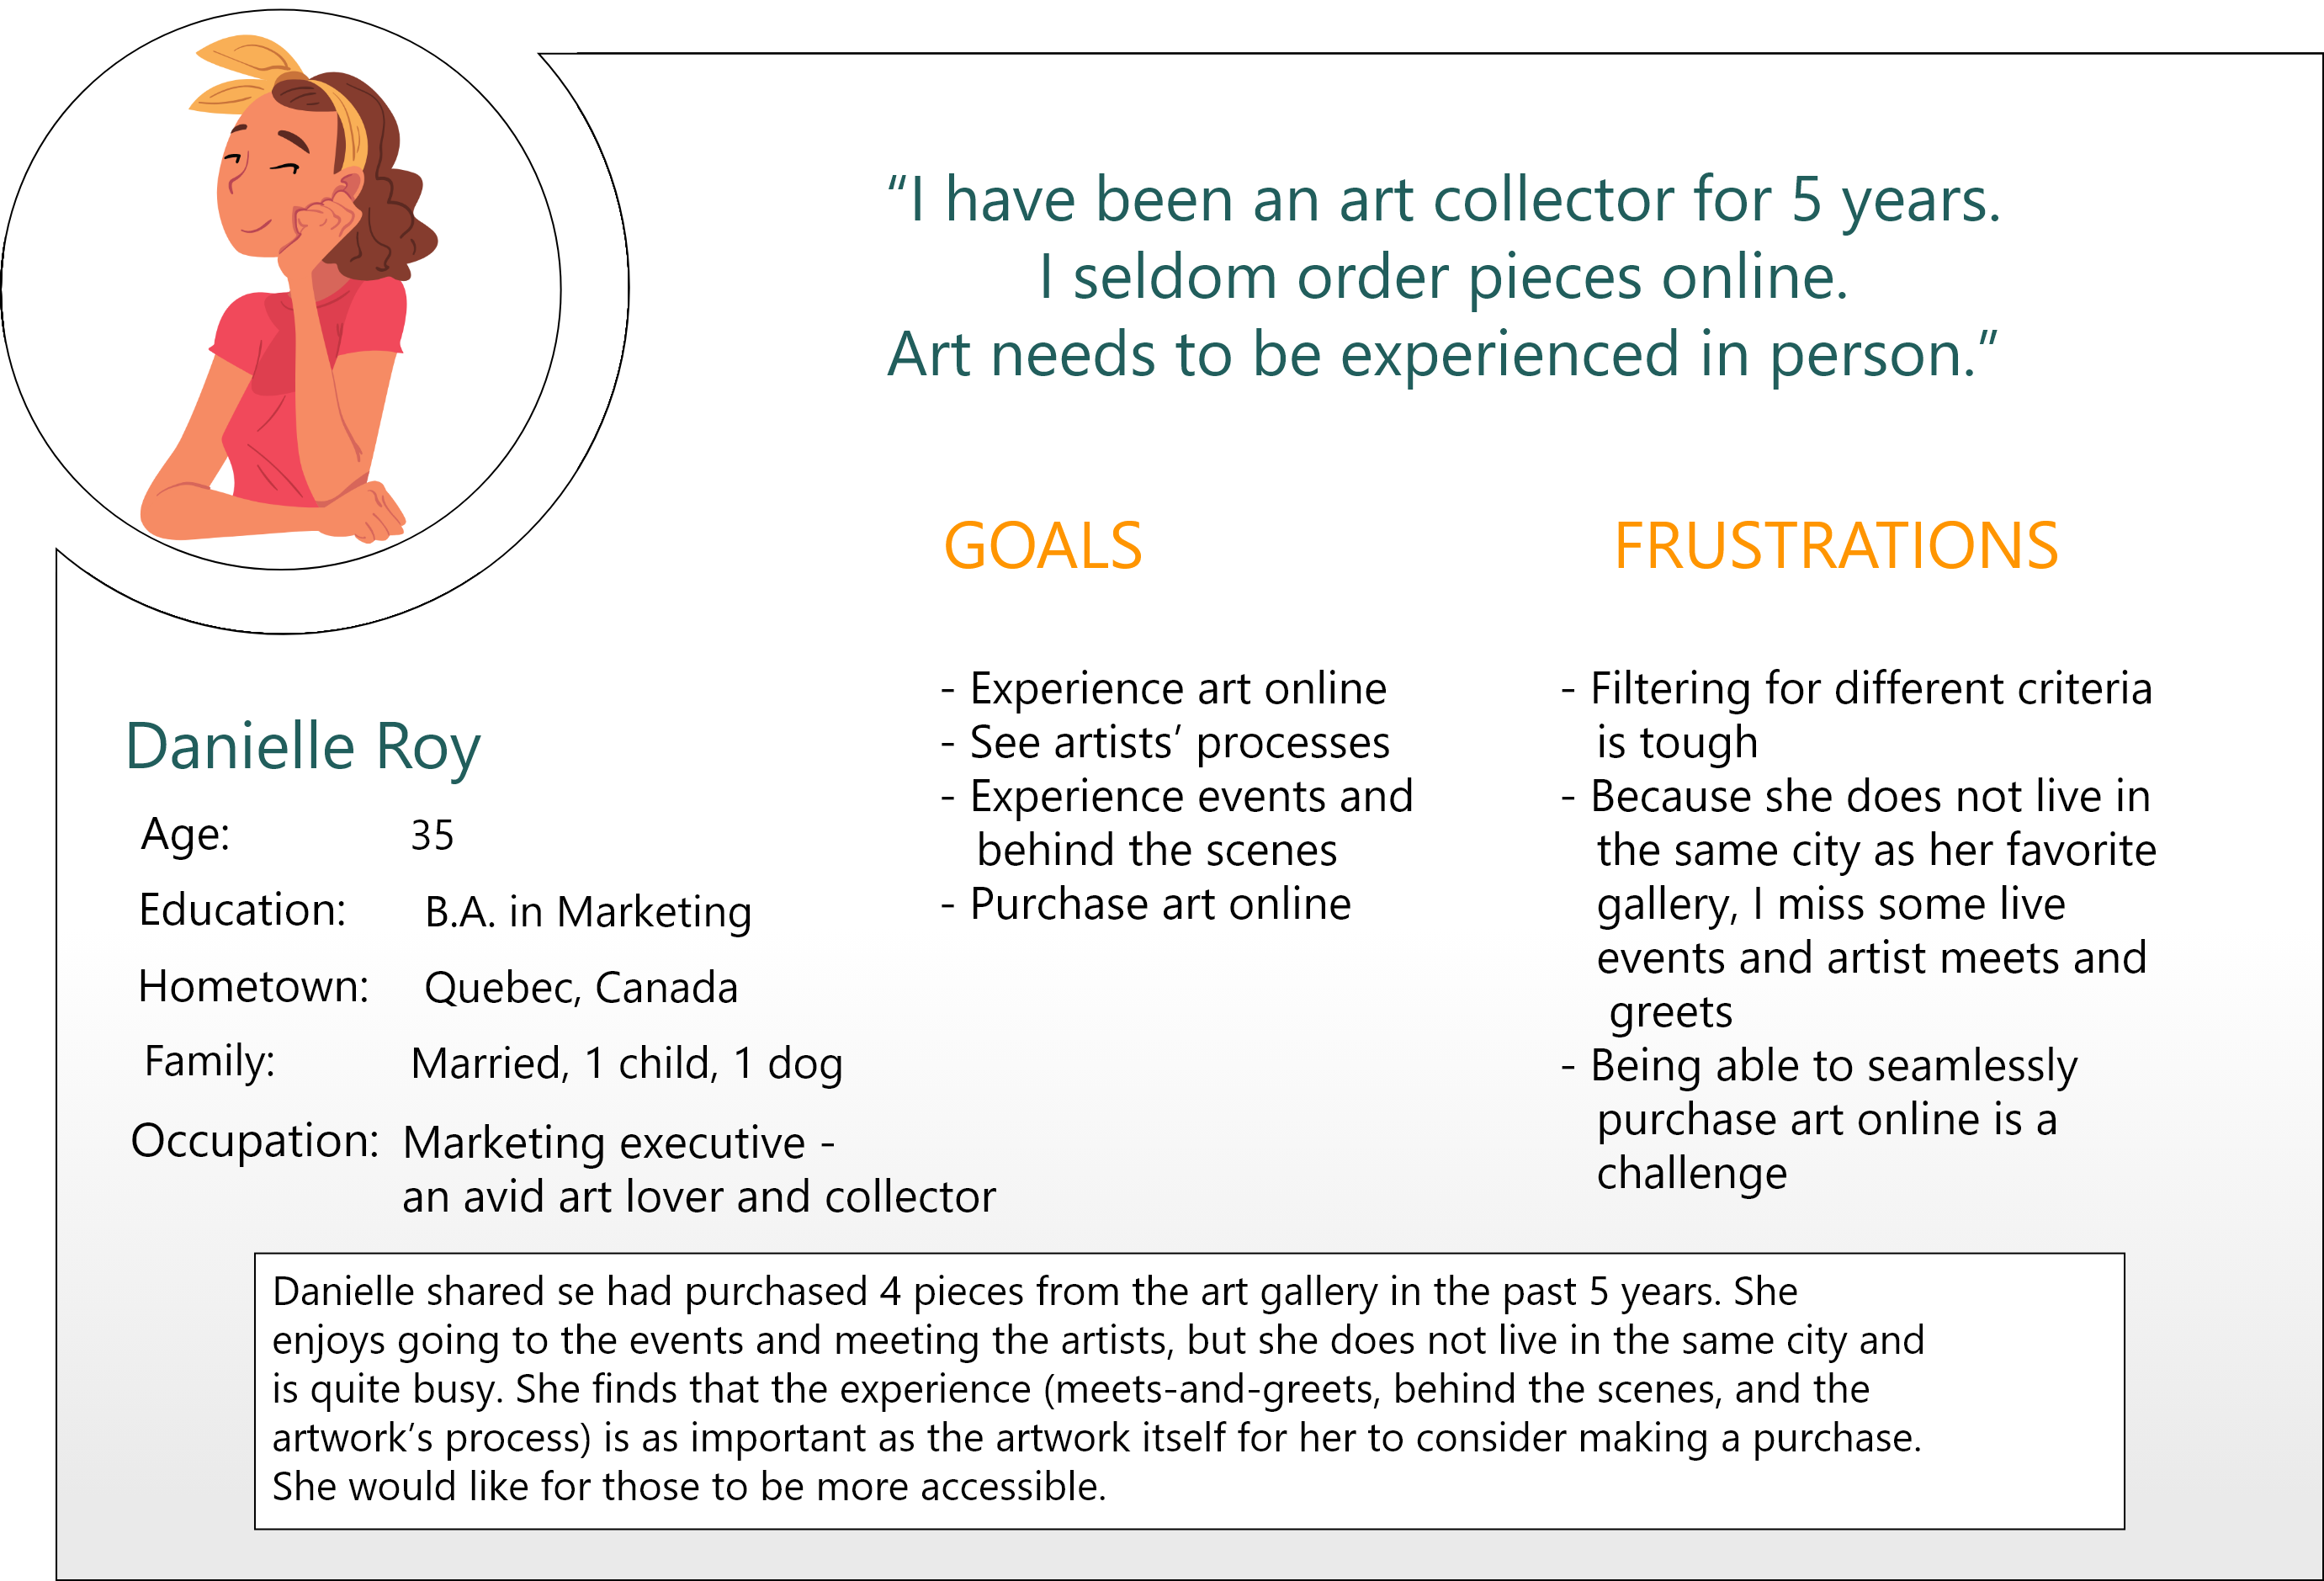 “I have been an art collector for 5 years.
I seldom order pieces online.
Art needs to be experienced in person.”
Danielle Roy
Age: 35
Education: B.A. in Marketing
Hometown: Quebec, Canada
Family: Married, 1 child, 1 dog
Occupation: Marketing executive -
an avid art lover and collector
GOALS
- Experience art online
- See artists’ processes
- Experience events and
behind the scenes
- Purchase art online
FRUSTRATIONS
- Filtering for different criteria
is tough
- Because she does not live in
the same city as her favorite
gallery, I miss some live
events and artist meets and
greets
- Being able to seamlessly
purchase art online is a
challenge
Danielle shared se had purchased 4 pieces from the art gallery in the past 5 years. She
enjoys going to the events and meeting the artists, but she does not live in the same city and
is quite busy. She finds that the experience (meets-and-greets, behind the scenes, and the
artwork’s process) is as important as the artwork itself for her to consider making a purchase.
She would like for those to be more accessible.